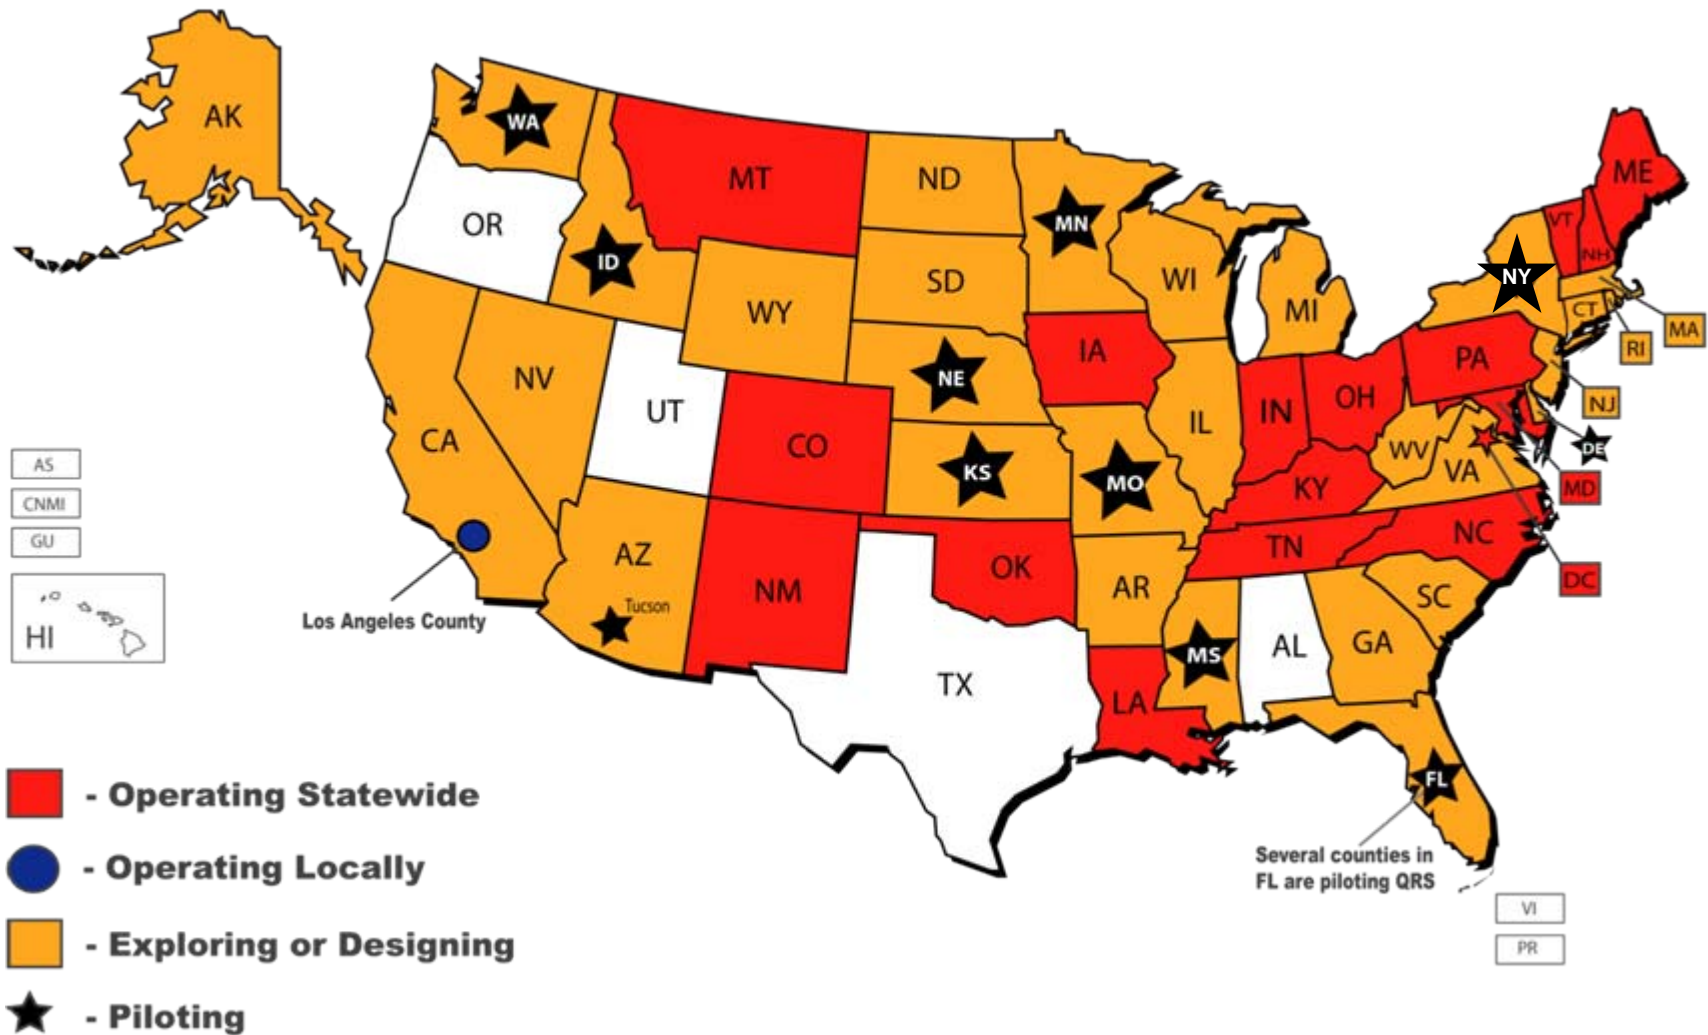 AK
WA
MT
ND
MN
ME
VT
NH
OR
ID
SD
WI
MI
NY
WY
CT
MA
RI
IA
PA
NE
NV
UT
CO
CA
IL
IN
OH
NJ
WV
VA
DE
MD
KS
MO
KY
AS
CNMI
GU
HI
AZ
Tucson
NM
OK
AR
TN
NC
DC
SC
Los Angeles County
TX
LA
MS
AL
GA
FL
Several counties in
FL are piloting QRS
VI
PR
- Operating Statewide
- Operating Locally
- Exploring or Designing
- Piloting